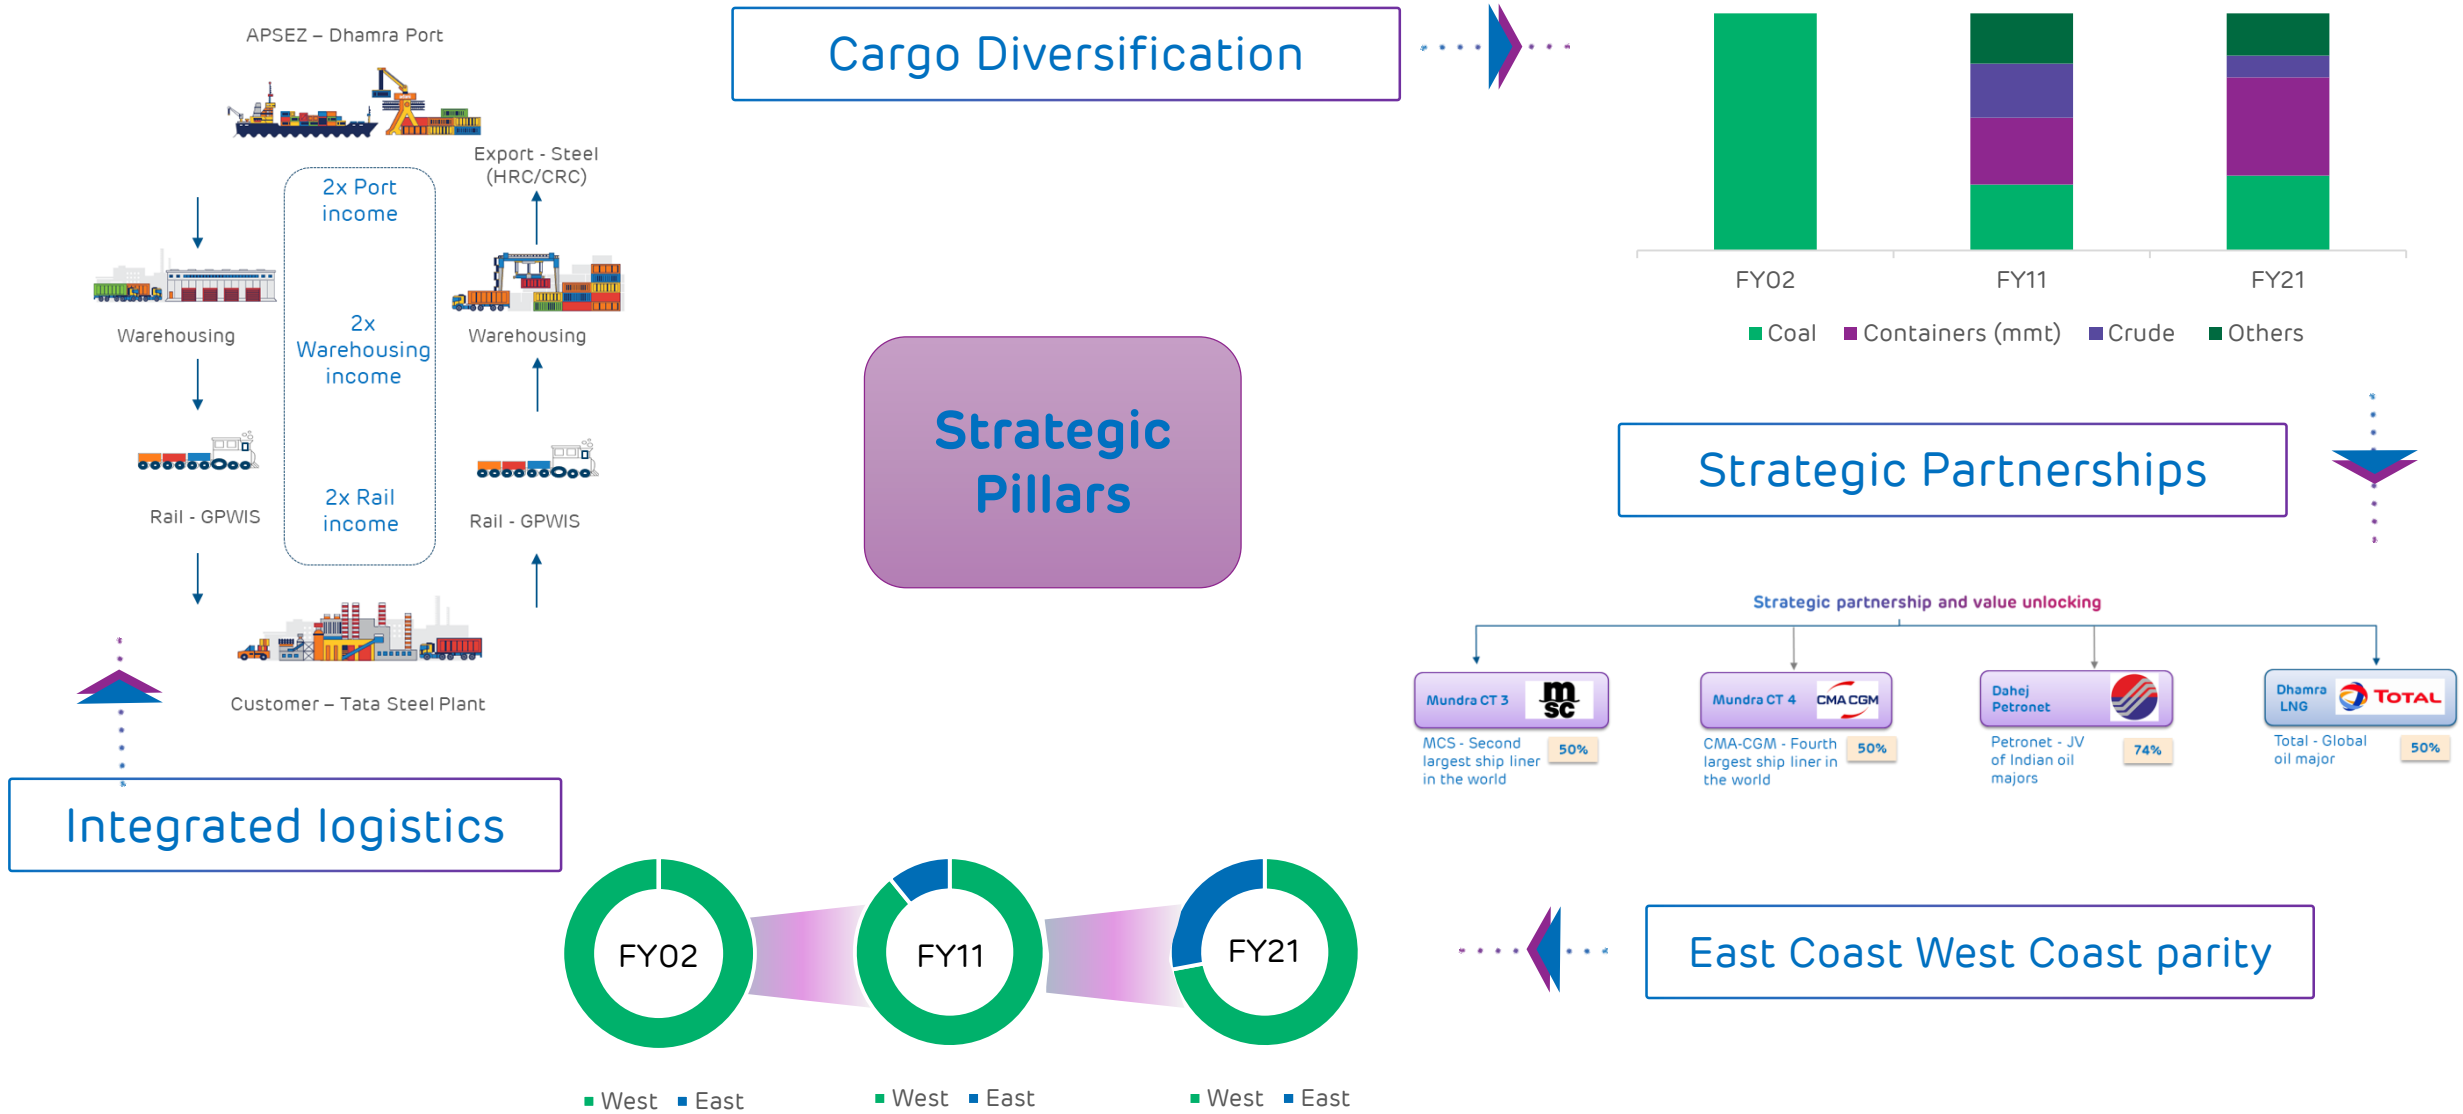 APSEZ – Dhamra Port
Export - Steel
(HRC/CRC)
2x Port
income
2x
Warehousing
income
2x Rail
income
Warehousing
Warehousing
Rail - GPWIS
Rail - GPWIS
Customer – Tata Steel Plant
Integrated logistics
Cargo Diversification
FY02
FY11
FY21
Coal
Containers (mmt)
Crude
Others
Strategic
Pillars
Strategic Partnerships
Strategic partnership and value unlocking
Mundra CT 3
m
sc
MCS - Second
largest ship liner
in the world
50%
Mundra CT 4
CMA CGM
CMA-CGM - Fourth
largest ship liner in
the world
50%
Dahej
Petronet
Petronet - JV
of Indian oil
majors
74%
Dhamra
LNG
TOTAL
Total - Global
oil major
50%
East Coast West Coast parity
FY02
FY11
FY21
West East
West East
West East